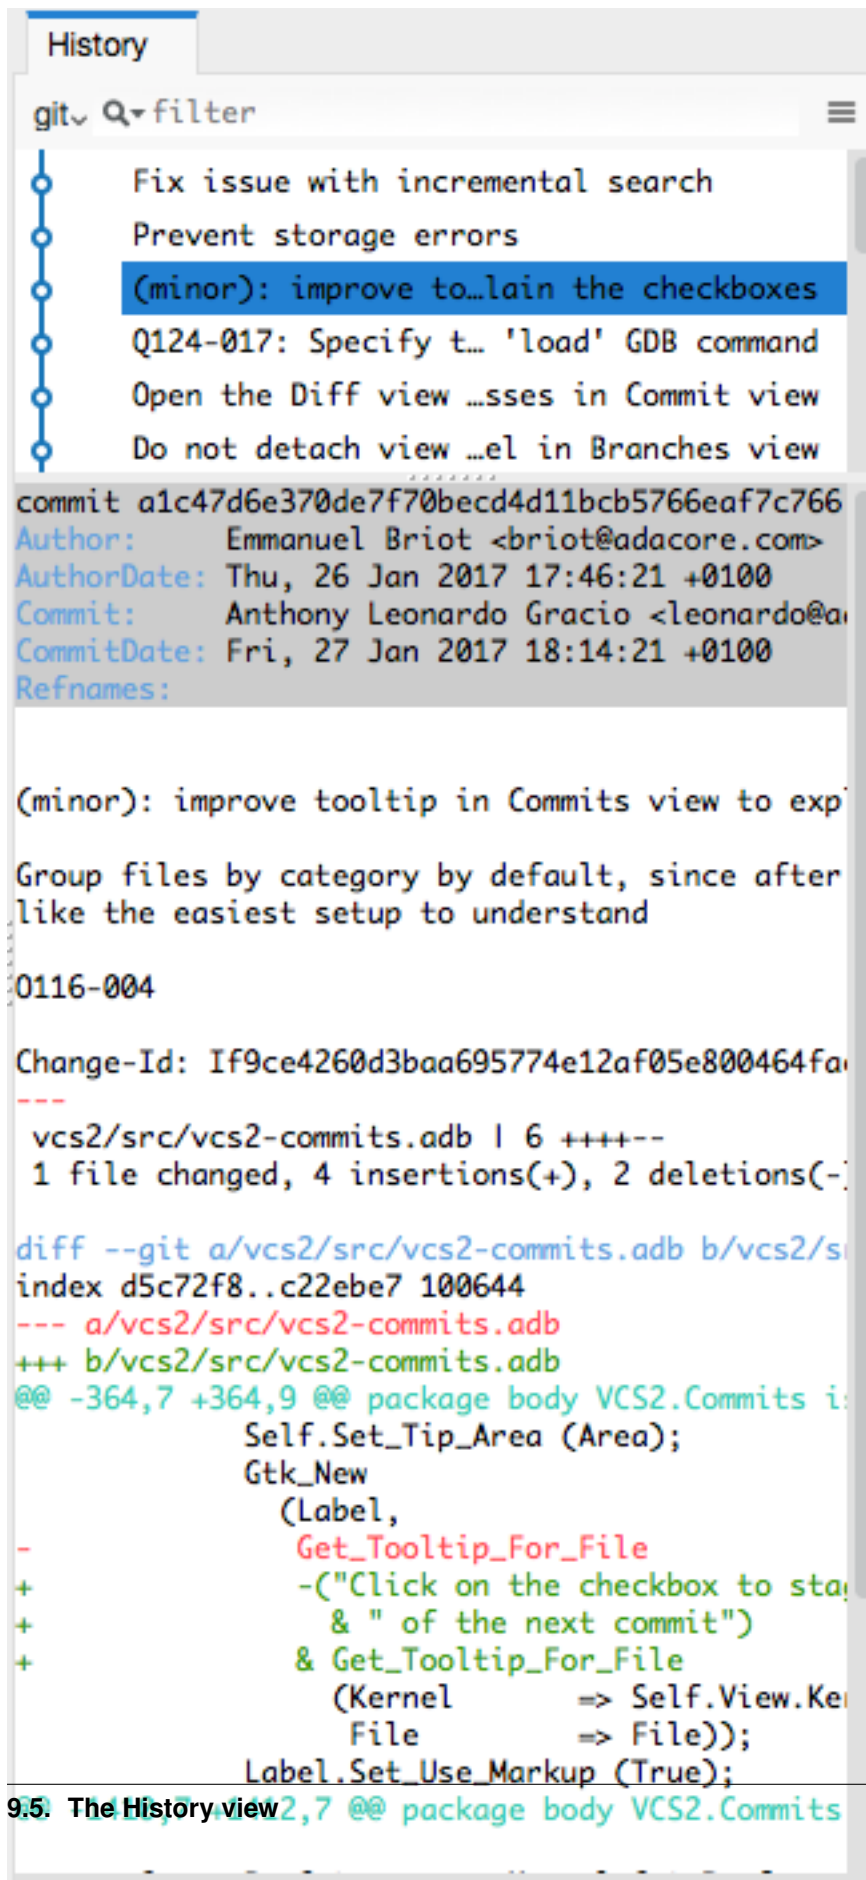 History
git filter
Fix issue with incremental search
Prevent storage errors
(minor): improve to…lain the checkboxes
Q124-017: Specify t… 'load' GDB command
Open the Diff view …sses in Commit view
Do not detach view …el in Branches view
commit a1c47d6e370de7f70becd4d11bcb5766eaf7c766
Author: Emmanuel Briot <briot@adacore.com>
AuthorDate: Thu, 26 Jan 2017 17:46:21 +0100
Commit: Anthony Leonardo Gracio <leonardo@a
CommitDate: Fri, 27 Jan 2017 18:14:21 +0100
Refnames:
(minor): improve tooltip in Commits view to exp
Group files by category by default, since after
like the easiest setup to understand
O116-004
Change-Id: If9ce4260d3baa695774e12af05e800464fa
---
vcs2/src/vcs2-commits.adb | 6 ++++--
1 file changed, 4 insertions(+), 2 deletions(-)
diff --git a/vcs2/src/vcs2-commits.adb b/vcs2/s
index d5c72f8..c22ebe7 100644
--- a/vcs2/src/vcs2-commits.adb
+++ b/vcs2/src/vcs2-commits.adb
@@ -364,7 +364,9 @@ package body VCS2.Commits i
Self.Set_Tip_Area (Area);
Gtk_New
(Label,
- Get_Tooltip_For_File
+ -("Click on the checkbox to sta
+ & " of the next commit")
+ & Get_Tooltip_For_File
(Kernel => Self.View.Ke
File => File));
Label.Set_Use_Markup (True);
9.5. The History view
2,7 @@ package body VCS2.Commits